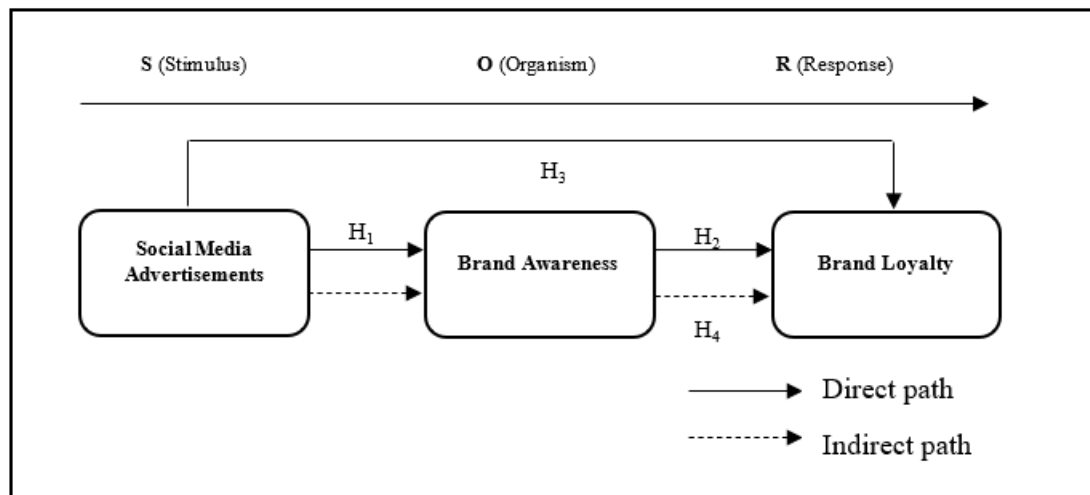 S (Stimulus) O (Organism) R (Response)
H₃
Social Media
Advertisements
H₁
Brand Awareness
H₂
Brand Loyalty
H₄
Direct path
Indirect path